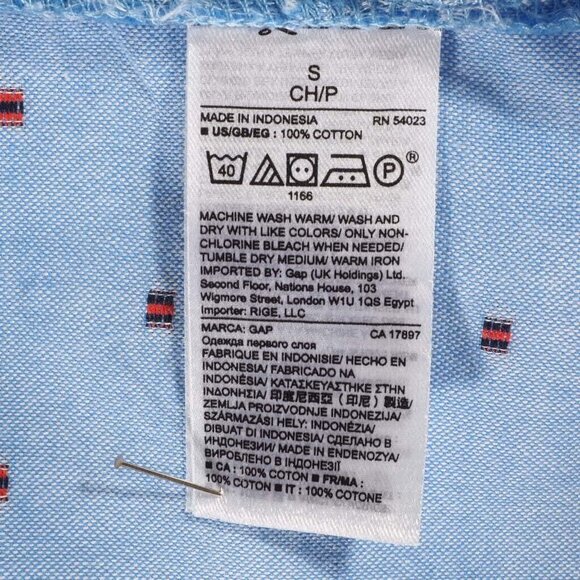 S
CH/P
MADE IN INDONESIA RN 54023
■ US/GB/EG : 100% COTTON
40 P ®
1166
MACHINE WASH WARM/ WASH AND
DRY WITH LIKE COLORS/ ONLY NON-
CHLORINE BLEACH WHEN NEEDED/
TUMBLE DRY MEDIUM/ WARM IRON
IMPORTED BY: Gap (UK Holdings) Ltd.
Second Floor, Nations House, 103
Wigmore Street, London W1U 1QS Egypt
Importer: RIGE, LLC
MARCA: GAP CA 17897
Одежда первого слоя
FABRIQUE EN INDONISIE/ HECHO EN
INDONESIA/ FABRICADO NA
INDONÉSIA/ ΚΑΤΑΣΚΕΥΑΣΤΗΚΕ ΣΤΗΝ
ΙΝΔΟΝΗΣΙΑ/ 印度尼西亞（印尼）製造/
ZEMLJA PROIZVODNJE INDONEZIJA/
SZÁRMAZÁSI HELY: INDONÉZIA/
DIBUAT DI INDONESIA/ СДЕЛАНО В
ИНДОНЕЗИИ/ MADE IN ENDONEZYA/
ВИРОБЛЕНО В ІНДОНЕЗІЇ
■ CA : 100% COTON ■ FR/MA :
100% COTON ■ IT : 100% COTONE